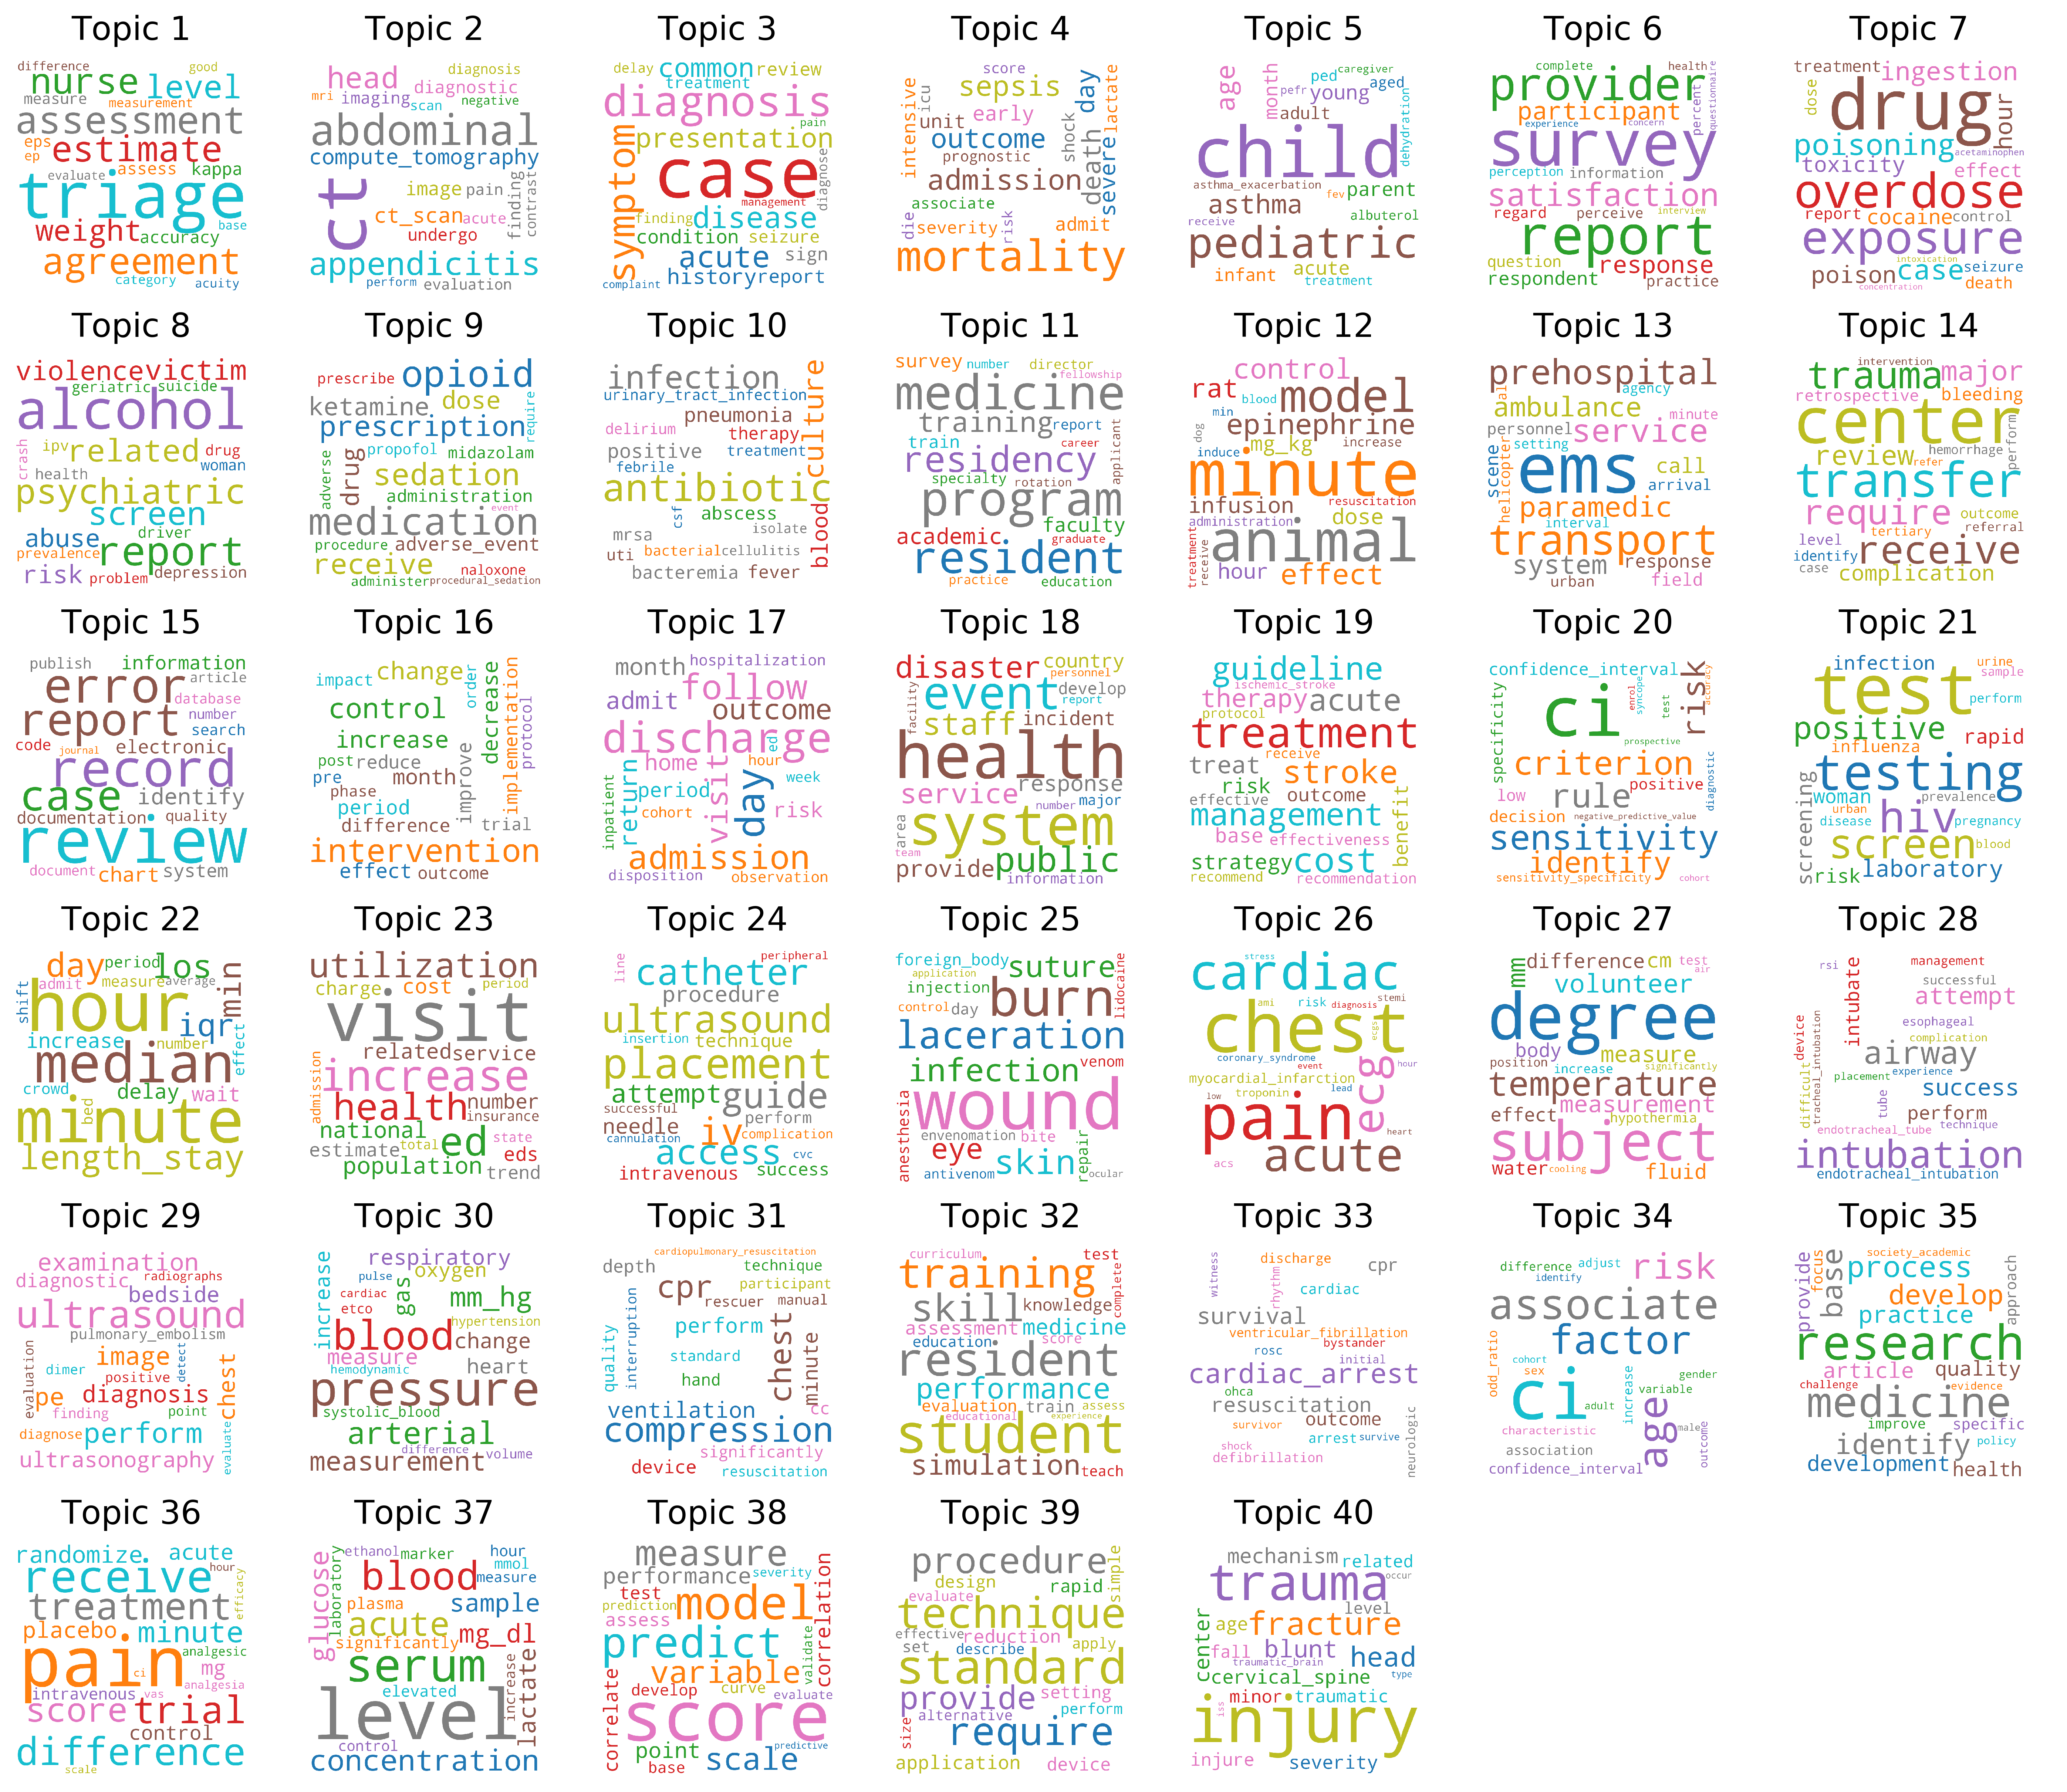 Topic 1
difference good
nurse level
measure measurement
assessment
eps estimate
ep assess kappa
evaluate
triage
weight base
accuracy
agreement
category acuity
Topic 2
head diagnosis
diagnostic
mri imaging scan negative
abdominal
compute_tomography
ct image pain finding contrast
ct_scan acute
undergo
appendicitis
perform evaluation
Topic 3
delay common review
treatment
diagnosis
pain
symptom presentation
case diagnose
management
finding disease
condition seizure
acute sign
complaint history report
Topic 4
score
intensive icu sepsis day lactate
unit early
outcome shock death severe
prognostic
admission
associate
die severity risk admit
mortality
Topic 5
age month ped caregiver
pefr young aged
adult dehydration
child
asthma_exacerbation fev parent
asthma albuterol
receive
pediatric
infant acute
treatment
Topic 6
complete health
provider percent questionnaire
participant
experience concern
survey
perception information
satisfaction
regard perceive interview
report
question response
respondent practice
Topic 7
treatment ingestion
dose drug hour
poisoning acetaminophen
toxicity effect
overdose
report cocaine control
exposure
intoxication
poison case seizure
concentration death
Topic 8
violence victim
geriatric suicide
alcohol
ipv related drug
crash health woman
psychiatric
screen
abuse driver
prevalence report
risk problem depression
Topic 9
prescribe opioid
ketamine dose require
prescription
adverse drug propofol midazolam
sedation
administration
event
medication
procedure adverse_event
receive naloxone
administer procedural_sedation
Topic 10
infection culture
urinary_tract_infection
pneumonia
delirium therapy
positive treatment
febrile
antibiotic
csf abscess blood
mrsa isolate
uti bacterial cellulitis
bacteremia fever
Topic 11
survey number director
fellowship
medicine
training report applicant
train career
residency
specialty rotation
program
academic faculty
graduate
resident
practice education
Topic 12
control
rat blood model
min epinephrine
dog mg_kg increase
induce
minute
infusion resuscitation
administration dose
treatment receive animal
hour effect
Topic 13
prehospital
als agency
ambulance minute
personnel service
setting
scene helicopter ems call
arrival
paramedic
interval
transport
system response
urban field
Topic 14
intervention
trauma major
retrospective bleeding
center
review hemorrhage perform
refer
transfer
require outcome
referral
level tertiary
identify receive
case
complication
Topic 15
publish information
error article
database
report number
search
code journal electronic
record
case identify
documentation quality
review
document chart system
Topic 16
impact change order decrease implementation protocol
control
increase
post reduce improve
pre month
phase
period
difference trial
intervention
effect outcome
Topic 17
month hospitalization
admit follow
outcome
discharge
ed
home hour
inpatient return period visit day week
cohort risk
admission
disposition observation
Topic 18
disaster country
personnel
event develop
report
facility staff incident
health
response
service number major
area system
team
provide public
information
Topic 19
guideline
ischemic_stroke
therapy acute
protocol
treatment
receive
treat stroke
risk
effective outcome
management benefit
base effectiveness
strategy cost
recommend recommendation
Topic 20
confidence_interval risk accuracy
specificity ci enrol syncope test
prospective
criterion diagnostic
low rule positive
decision negative_predictive_value
sensitivity
identify
sensitivity_specificity cohort
Topic 21
infection urine
sample
test perform
positive rapid
influenza
testing
screening woman prevalence
urban hiv
disease pregnancy
screen blood
risk laboratory
Topic 22
day period los min
admit measure average
shift hour
iqr effect
increase number
median
crowd delay wait
bed
minute
length_stay
Topic 23
utilization
charge cost period
visit
related service
admission increase
health number
insurance
national ed state
estimate total eds
population trend
Topic 24
line peripheral
catheter
procedure
ultrasound
insertion technique
placement
attempt guide
successful
needle perform
cannulation iv complication
access cvc
intravenous success
Topic 25
foreign_body suture
application
injection burn lidocaine
control day
laceration
infection venom
anesthesia wound
envenomation bite
eye skin repair
antivenom ocular
Topic 26
stress
cardiac
ami risk diagnosis stemi
chest ecgs
coronary_syndrome
event ecg hour
myocardial_infarction
troponin lead
low pain heart
acs acute
Topic 27
mm difference cm test
air
volunteer
degree
body measure
position increase significantly
temperature
effect measurement
hypothermia
subject
water cooling fluid
Topic 28
rsi management
intubate successful
attempt
device esophageal
complication
difficult tracheal_intubation airway
placement experience
success
tube perform
technique
endotracheal_tube
intubation
endotracheal_intubation
Topic 29
examination
diagnostic radiographs
bedside
ultrasound
pulmonary_embolism
evaluation image detect chest
dimer positive
pe diagnosis
finding point
diagnose perform
ultrasonography evaluate
Topic 30
increase respiratory
pulse gas oxygen
cardiac mm_hg
etco
blood hypertension
change
measure heart
hemodynamic
pressure
systolic_blood
arterial
difference volume
measurement
Topic 31
cardiopulmonary_resuscitation
depth technique
cpr participant
rescuer manual
quality interruption perform chest minute
standard
hand
ventilation cc
compression
significantly
device resuscitation
Topic 32
curriculum test
training complete
skill knowledge
assessment medicine
education score
resident
performance
evaluation train assess
educational experience
student
simulation teach
Topic 33
witness discharge
rhythm cpr
cardiac
survival
ventricular_fibrillation
rosc bystander
initial
cardiac_arrest
ohca
resuscitation
survivor outcome
arrest survive
shock
defibrillation neurologic
Topic 34
difference adjust risk
identify
associate
odd_ratio factor
cohort gender
sex increase variable
ci adult age male
characteristic
association outcome
confidence_interval
Topic 35
provide focus base society_academic
process approach
develop
practice
research
article quality
challenge evidence
medicine
improve specific
identify policy
development health
Topic 36
randomize acute
hour
receive efficacy
treatment
placebo minute
analgesic
pain ci mg
analgesia
intravenous vas
score trial
control
difference
scale
Topic 37
ethanol marker hour
mmol
glucose laboratory blood measure
plasma sample
acute
significantly mg_dl
serum
elevated increase lactate
level
control
concentration
Topic 38
measure
performance severity
test correlation
prediction model
assess
predict validate
variable
develop curve evaluate
correlate score
point scale predictive
base
Topic 39
procedure simple
design rapid
evaluate
technique
effective reduction apply
set describe
standard
provide setting
alternative perform
size require
application device
Topic 40
mechanism related
trauma occur
level
center age fracture
fall blunt head
traumatic_brain
cervical_spine type
iss minor traumatic
injury
injure severity